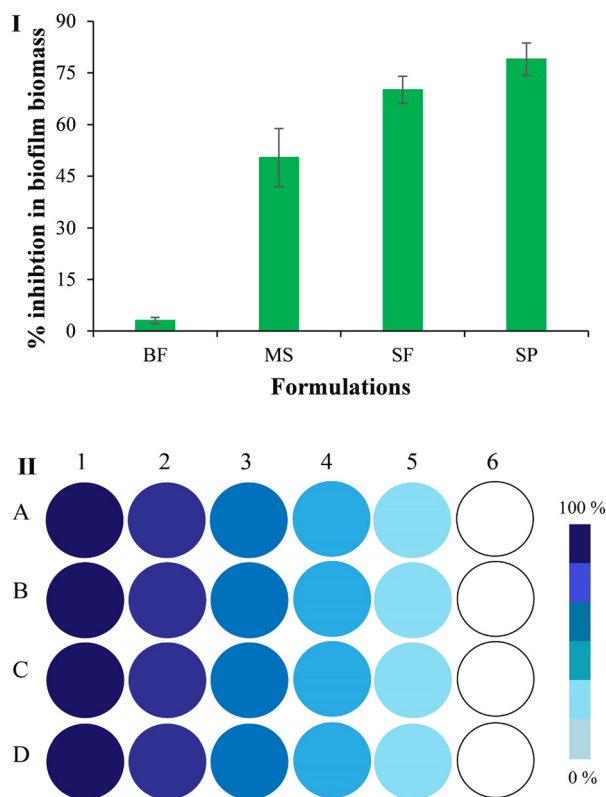 I
90
75
60
45
30
15
0
% inhibtion in biofilm biomass
BF MS SF SP
Formulations
II
1 2 3 4 5 6
A
B
C
D
100 %
0 %